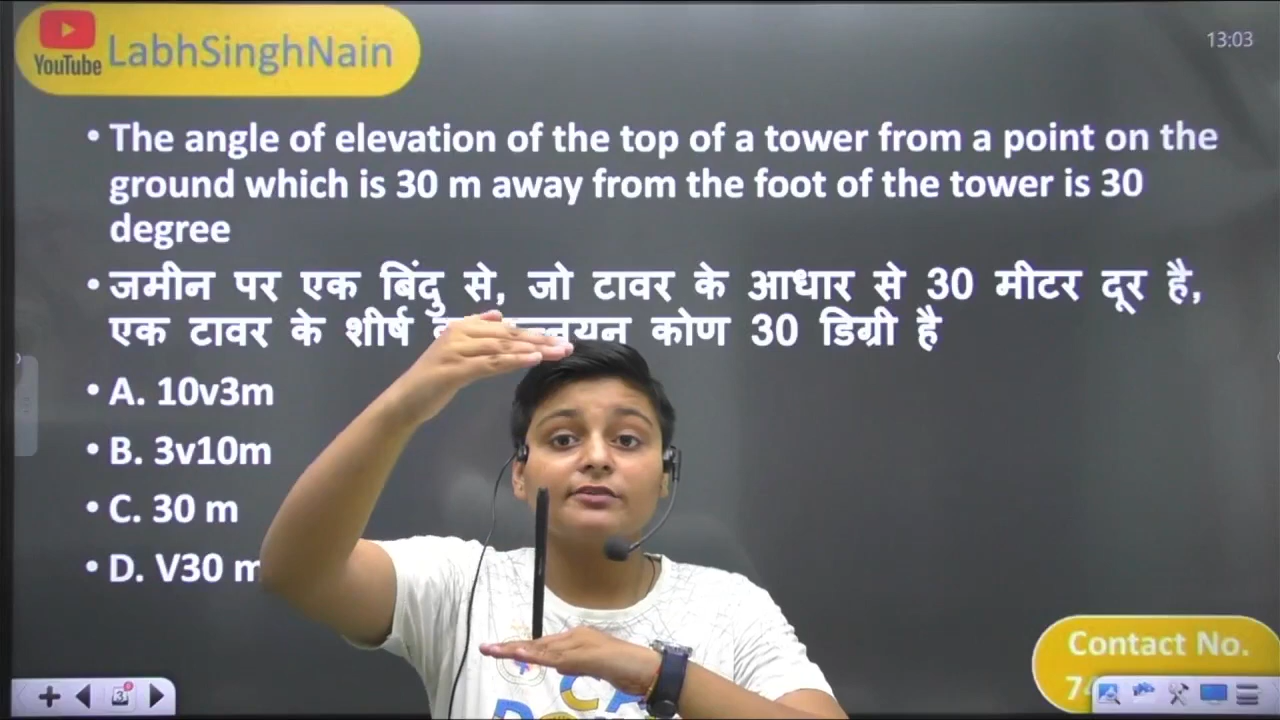 YouTube LabhSinghNain
13:03
• The angle of elevation of the top of a tower from a point on the
ground which is 30 m away from the foot of the tower is 30
degree
• जमीन पर एक बिंदु से, जो टावर के आधार से 30 मीटर दूर है,
एक टावर के शीर्ष कोण 30 डिग्री है
• A. 10v3m
• B. 3v10m
• C. 30 m
• D. V30 m
Contact No.